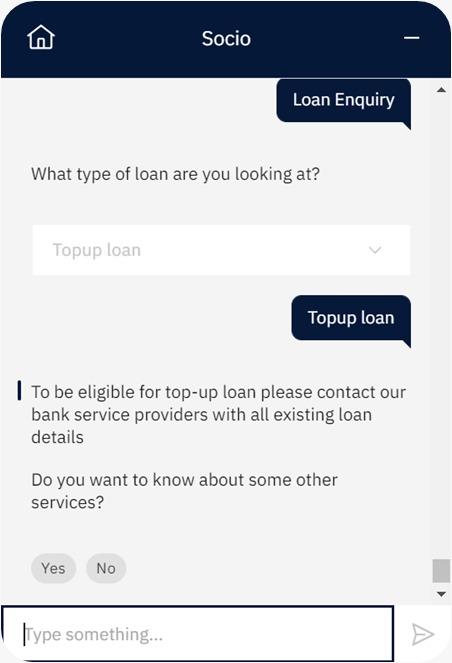 Socio
Loan Enquiry
What type of loan are you looking at?
Topup loan
Topup loan
To be eligible for top-up loan please contact our
bank service providers with all existing loan
details
Do you want to know about some other
services?
Yes No
Type something...